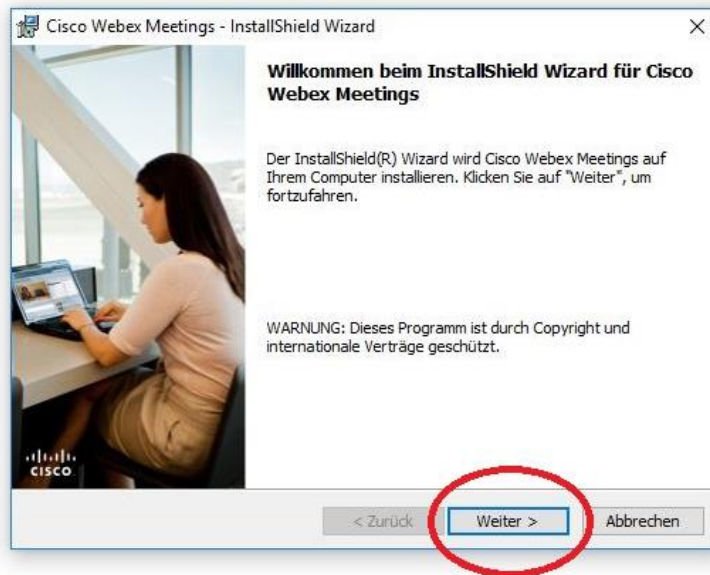 Cisco Webex Meetings - InstallShield Wizard
Willkommen beim InstallShield Wizard für Cisco
Webex Meetings
Der InstallShield(R) Wizard wird Cisco Webex Meetings auf
Ihrem Computer installieren. Klicken Sie auf "Weiter", um
fortzufahren.
WARNUNG: Dieses Programm ist durch Copyright und
internationale Verträge geschützt.
CISCO
< Zurück
Weiter >
Abbrechen